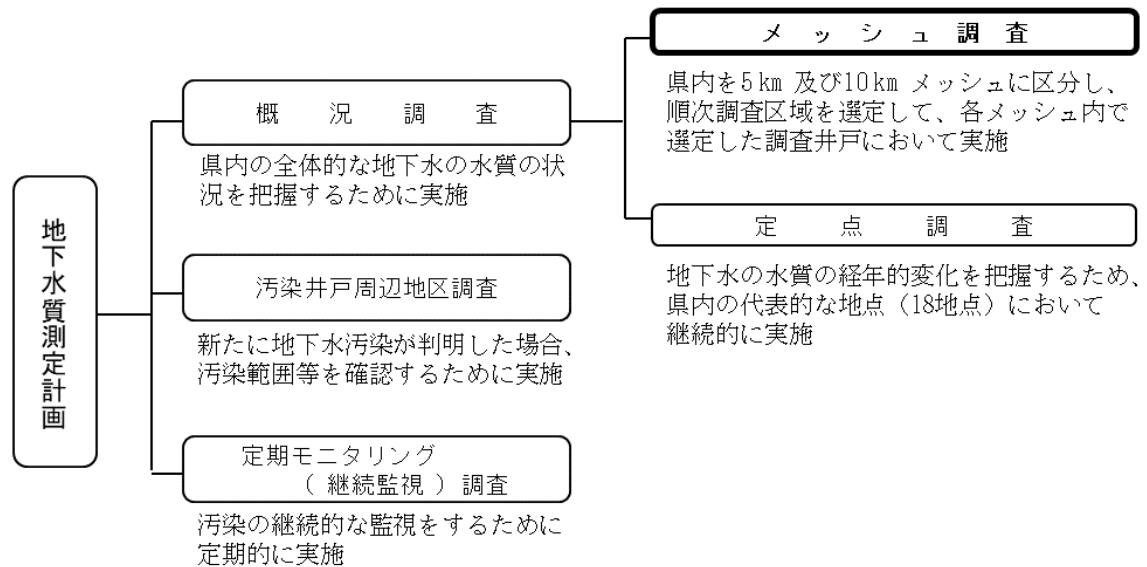 地下水質測定計画
概況調査
県内の全体的な地下水の水質の状
況を把握するために実施
メッシュ調査
県内を5km 及び10km メッシュに区分し、
順次調査区域を選定して、各メッシュ内で
選定した調査井戸において実施
定点調査
地下水の水質の経年的変化を把握するため、
県内の代表的な地点（18地点）において
継続的に実施
汚染井戸周辺地区調査
新たに地下水汚染が判明した場合、
汚染範囲等を確認するために実施
定期モニタリング
（ 継続監視 ）調査
汚染の継続的な監視をするために
定期的に実施